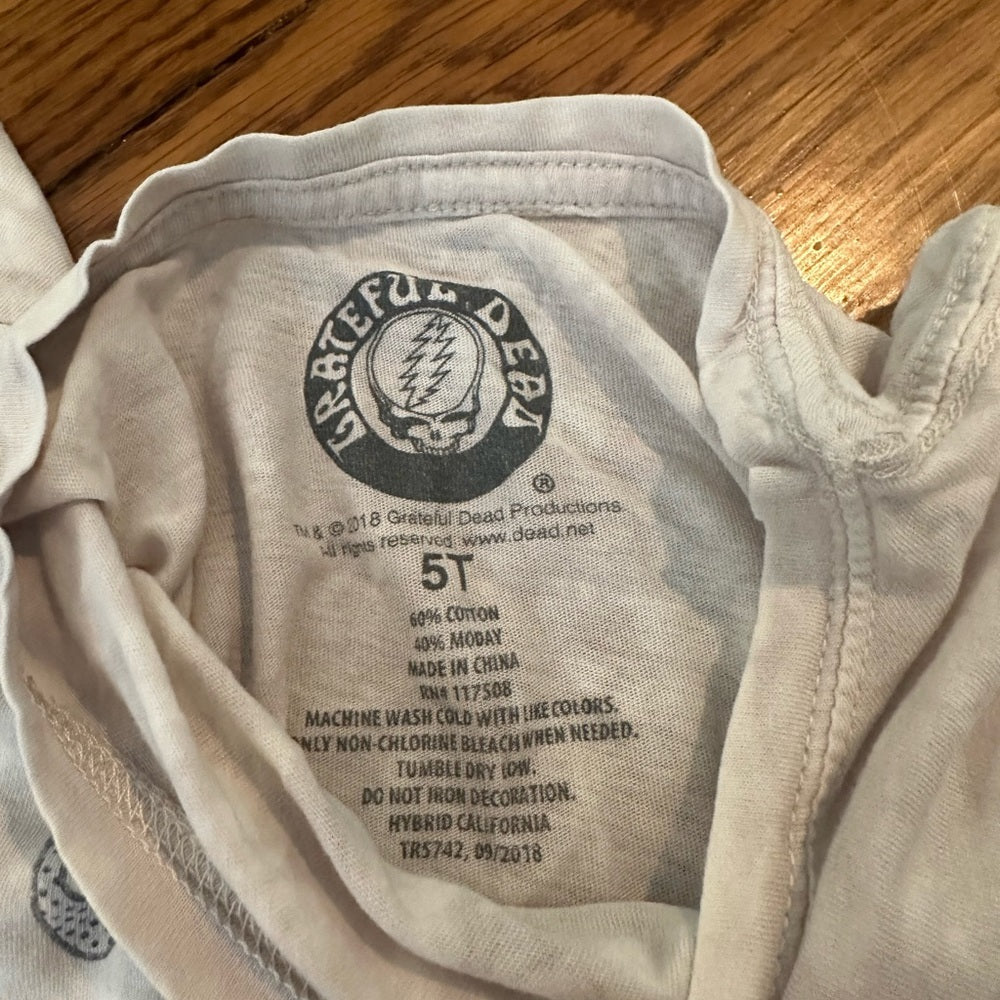 GRATEFUL DEAD
®
TM & © 2018 Grateful Dead Productions
All rights reserved www.dead.net
5T
60% COTTON
40% MODAY
MADE IN CHINA
RN# 117508
MACHINE WASH COLD WITH LIKE COLORS.
ONLY NON-CHLORINE BLEACH WHEN NEEDED.
TUMBLE DRY LOW.
DO NOT IRON DECORATION.
HYBRID CALIFORNIA
TR5742, 09/2018